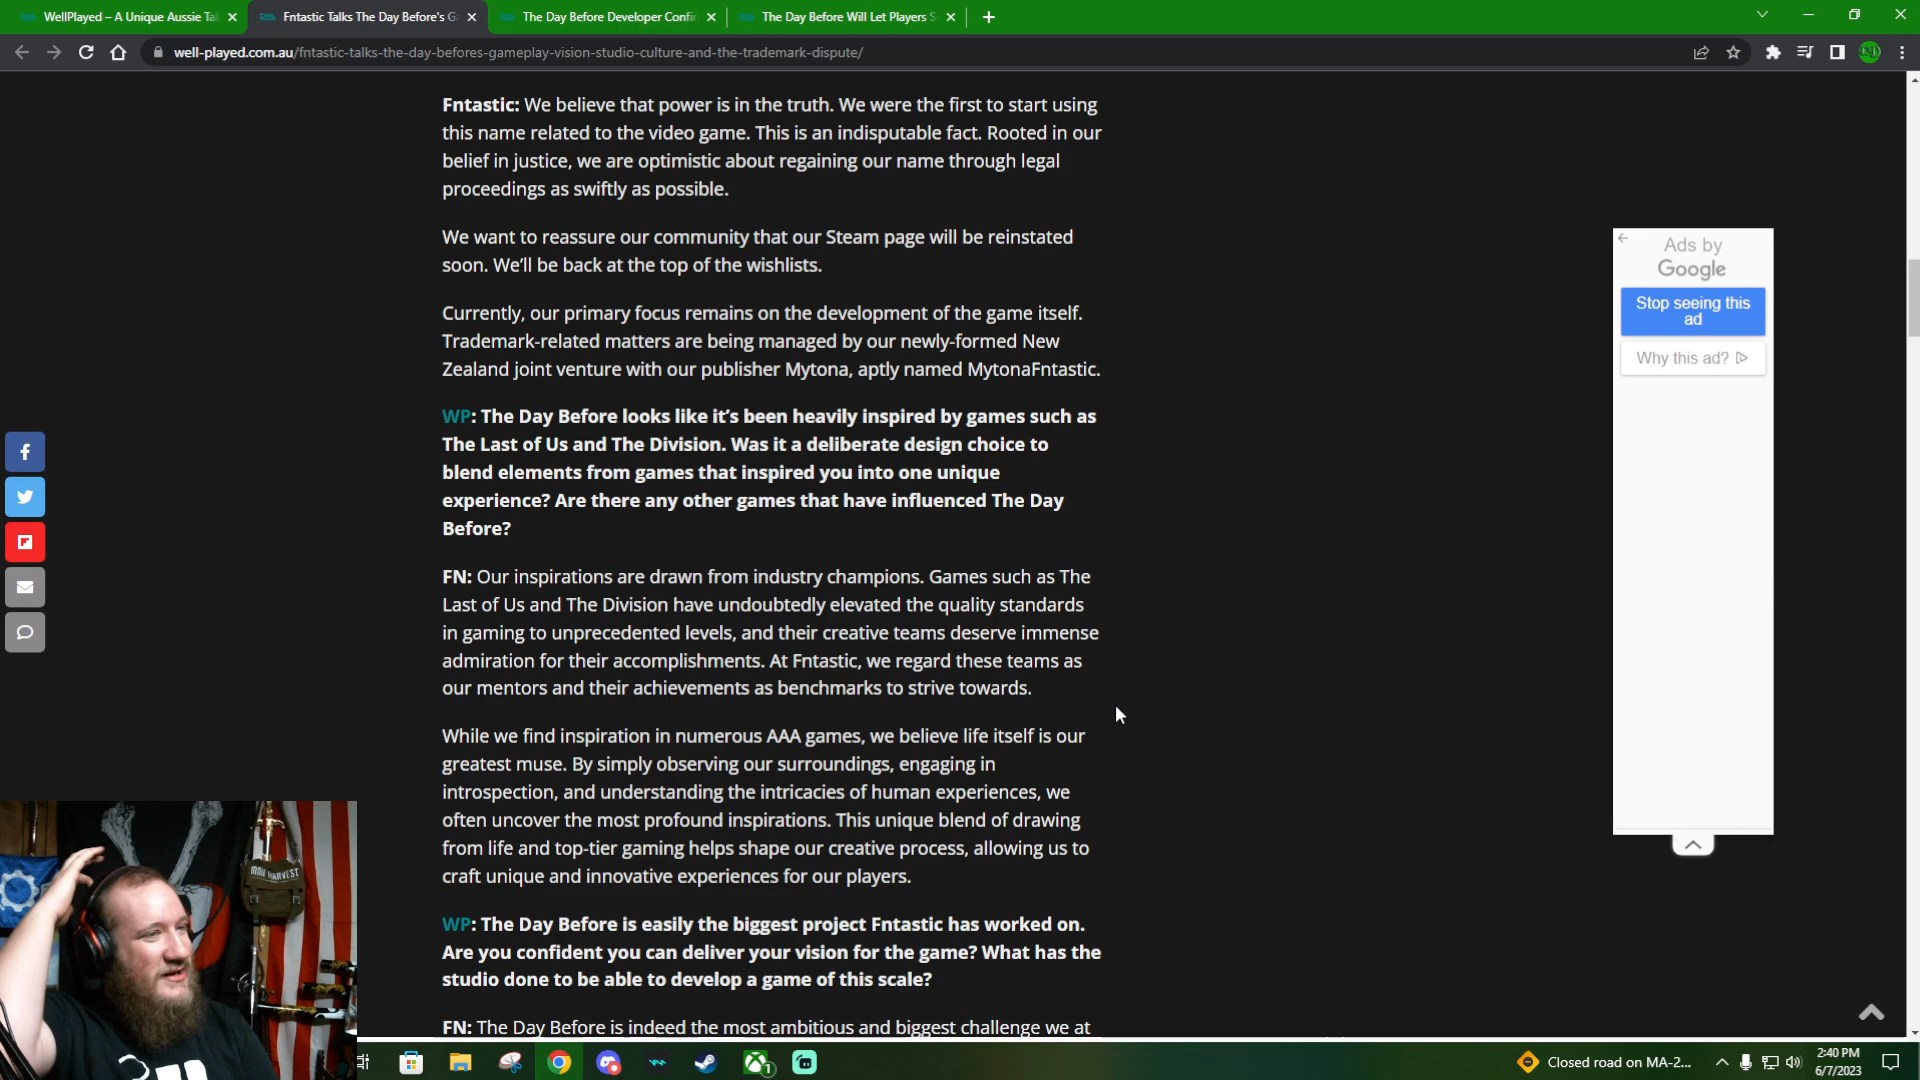 WellPlayed – A Unique Aussie Ta
Fntastic Talks The Day Before's G
The Day Before Developer Confir
The Day Before Will Let Players S
well-played.com.au/fntastic-talks-the-day-befores-gameplay-vision-studio-culture-and-the-trademark-dispute/
Fntastic: We believe that power is in the truth. We were the first to start using
this name related to the video game. This is an indisputable fact. Rooted in our
belief in justice, we are optimistic about regaining our name through legal
proceedings as swiftly as possible.
We want to reassure our community that our Steam page will be reinstated
soon. We’ll be back at the top of the wishlists.
Currently, our primary focus remains on the development of the game itself.
Trademark-related matters are being managed by our newly-formed New
Zealand joint venture with our publisher Mytona, aptly named MytonaFntastic.
WP: The Day Before looks like it’s been heavily inspired by games such as
The Last of Us and The Division. Was it a deliberate design choice to
blend elements from games that inspired you into one unique
experience? Are there any other games that have influenced The Day
Before?
FN: Our inspirations are drawn from industry champions. Games such as The
Last of Us and The Division have undoubtedly elevated the quality standards
in gaming to unprecedented levels, and their creative teams deserve immense
admiration for their accomplishments. At Fntastic, we regard these teams as
our mentors and their achievements as benchmarks to strive towards.
While we find inspiration in numerous AAA games, we believe life itself is our
greatest muse. By simply observing our surroundings, engaging in
introspection, and understanding the intricacies of human experiences, we
often uncover the most profound inspirations. This unique blend of drawing
from life and top-tier gaming helps shape our creative process, allowing us to
craft unique and innovative experiences for our players.
WP: The Day Before is easily the biggest project Fntastic has worked on.
Are you confident you can deliver your vision for the game? What has the
studio done to be able to develop a game of this scale?
FN: The Day Before is indeed the most ambitious and biggest challenge we at
Ads by
Google
Stop seeing this
ad
Why this ad?
IRON HARVEST
1
Closed road on MA-2...
2:40 PM
6/7/2023